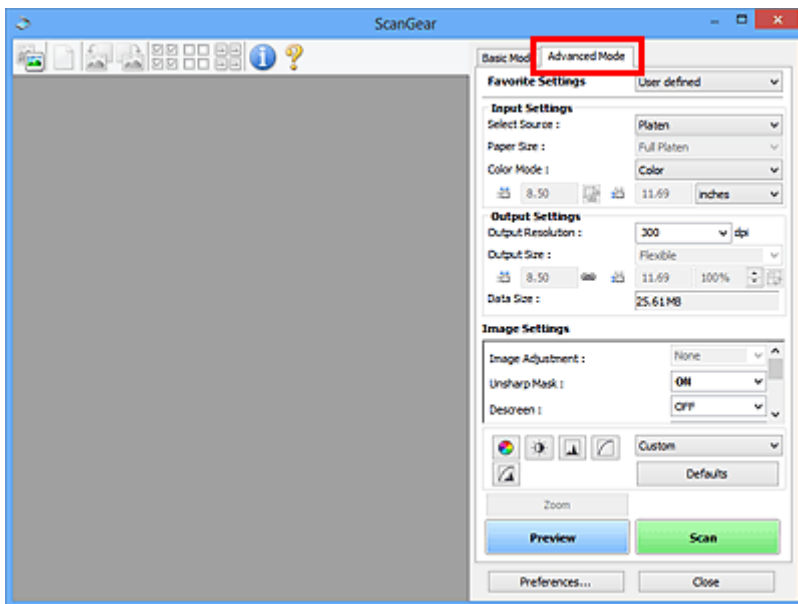 ScanGear
Basic Mod Advanced Mode
Favorite Settings User defined
Input Settings
Select Source : Platen
Paper Size : Full Platen
Color Mode : Color
8.50 11.69 inches
Output Settings
Output Resolution : 300 dpi
Output Size : Flexible
8.50 11.69 100%
Data Size : 25.61MB
Image Settings
Image Adjustment : None
Unsharp Mask : ON
Descreen : OFF
Custom
Defaults
Zoom
Preview Scan
Preferences... Close